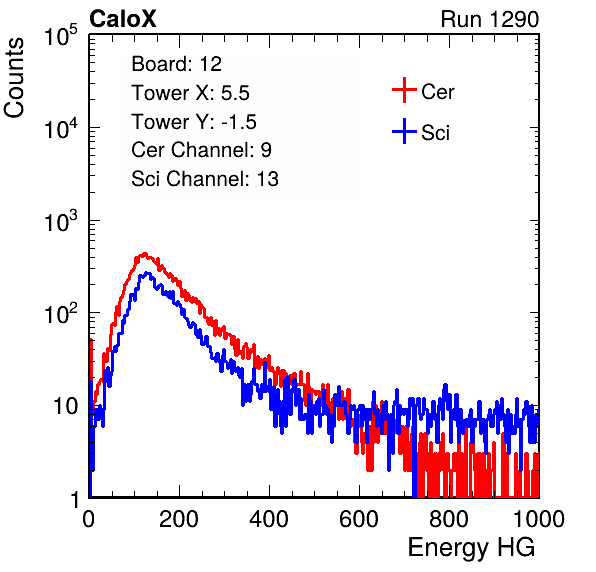 CaloX Run 1290
Counts
10^5
10^4
10^3
10^2
10
1
Board: 12
Tower X: 5.5
Tower Y: -1.5
Cer Channel: 9
Sci Channel: 13
Cer
Sci
0 200 400 600 800 1000
Energy HG